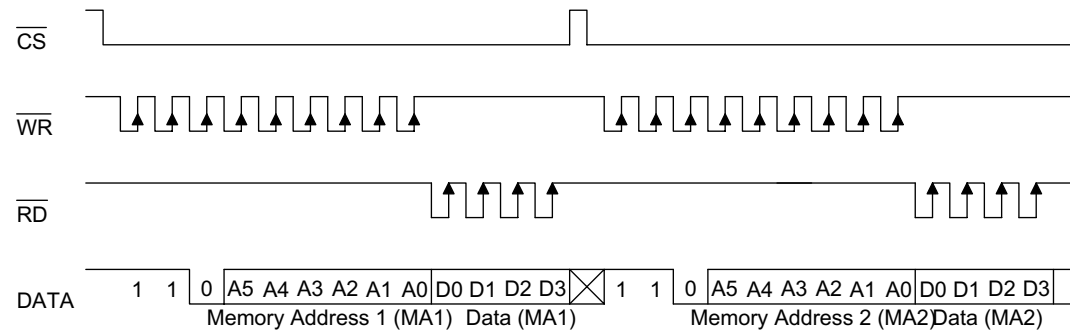 CS
WR
RD
DATA 1 1 0 A5 A4 A3 A2 A1 A0 D0 D1 D2 D3 1 1 0 A5 A4 A3 A2 A1 A0 D0 D1 D2 D3
Memory Address 1 (MA1) Data (MA1) Memory Address 2 (MA2) Data (MA2)